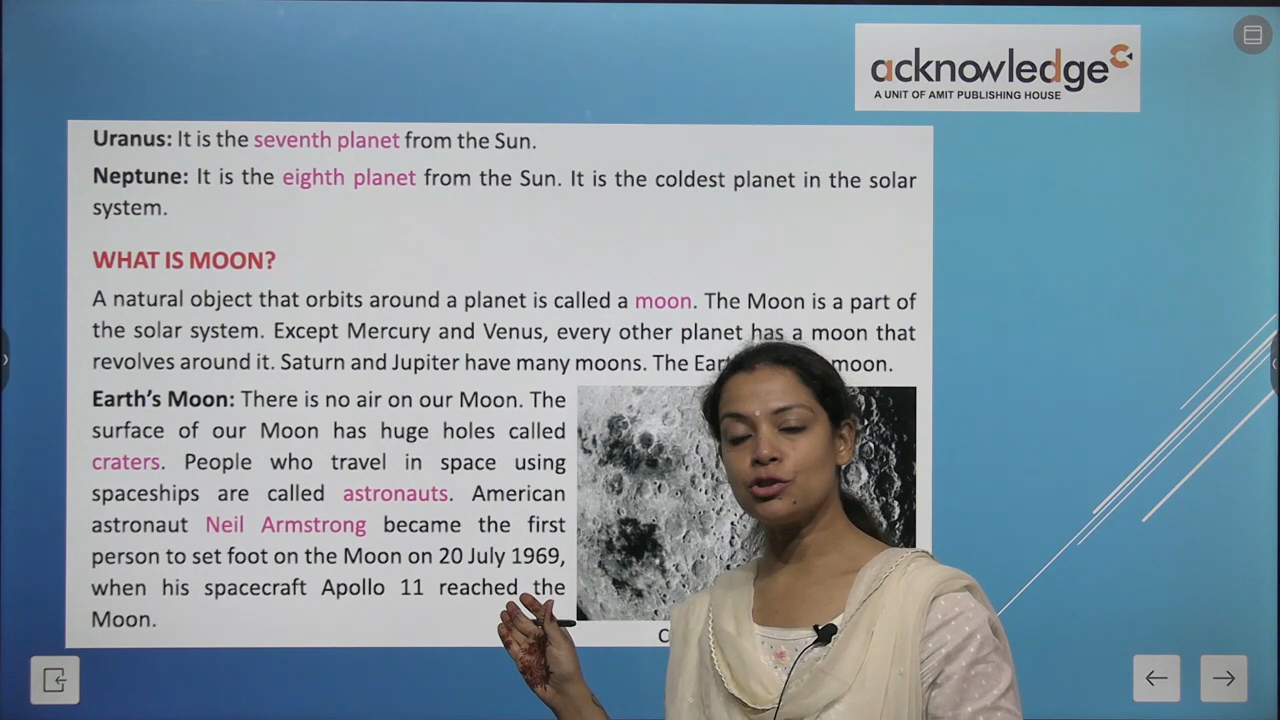 acknowledge
A UNIT OF AMIT PUBLISHING HOUSE
Uranus: It is the seventh planet from the Sun.
Neptune: It is the eighth planet from the Sun. It is the coldest planet in the solar
system.
WHAT IS MOON?
A natural object that orbits around a planet is called a moon. The Moon is a part of
the solar system. Except Mercury and Venus, every other planet has a moon that
revolves around it. Saturn and Jupiter have many moons. The moon.
Earth's Moon: There is no air on our Moon. The
surface of our Moon has huge holes called
craters. People who travel in space using
spaceships are called astronauts. American
astronaut Neil Armstrong became the first
person to set foot on the Moon on 20 July 1969,
when his spacecraft Apollo 11 reached the
Moon.